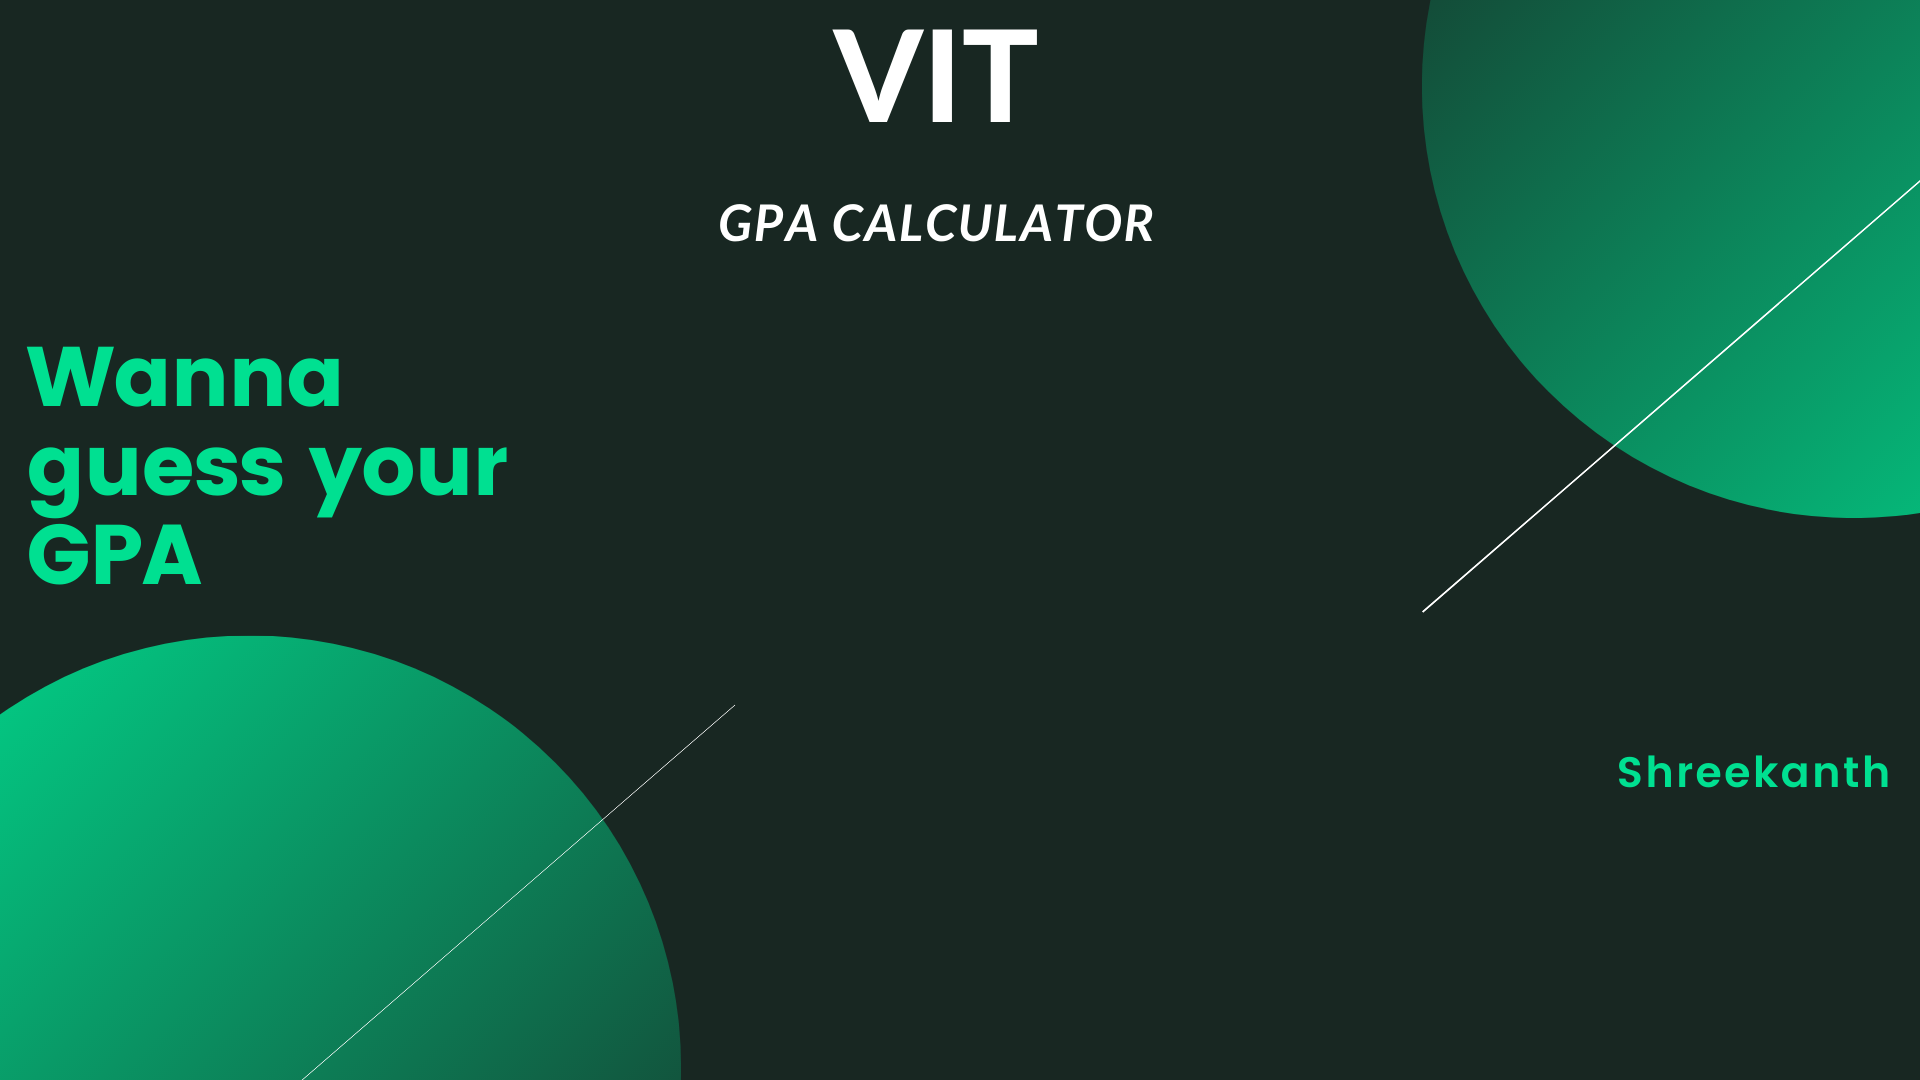 VIT
GPA CALCULATOR
Wanna
guess your
GPA
Shreekanth